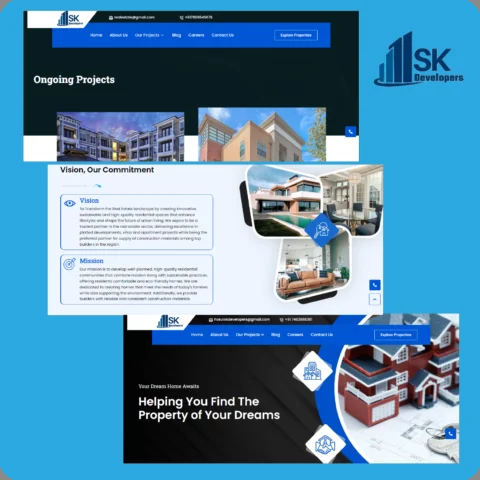 SK
Developers
realestate@gmail.com
Home About Us Our Projects Blog Careers Contact Us
Explore Properties
Ongoing Projects
SK
Developers
Vision, Our Commitment
Vision
To transform the Real Estate landscape by creating innovative,
sustainable and high-quality residential spaces that enhance
lifestyles and shape the future of urban living. We aspire to be a
trusted partner in the real estate sector, delivering excellence in
plotted developments, villas and apartment projects while being the
preferred partner for supply of construction materials among top
builders in the region.
Mission
Our mission is to develop well planned, high quality residential
communities that combine modern living with sustainable practices,
offering residents comfortable and eco-friendly homes. We are
dedicated to creating homes that meet the needs of today's families
while also supporting the environment. Additionally, we provide
builders with reliable and consistent construction materials.
SK
Developers
Home About Us Our Projects Blog Careers Contact Us
Explore Properties
Your Dream Home Awaits
Helping You Find The
Property of Your Dreams